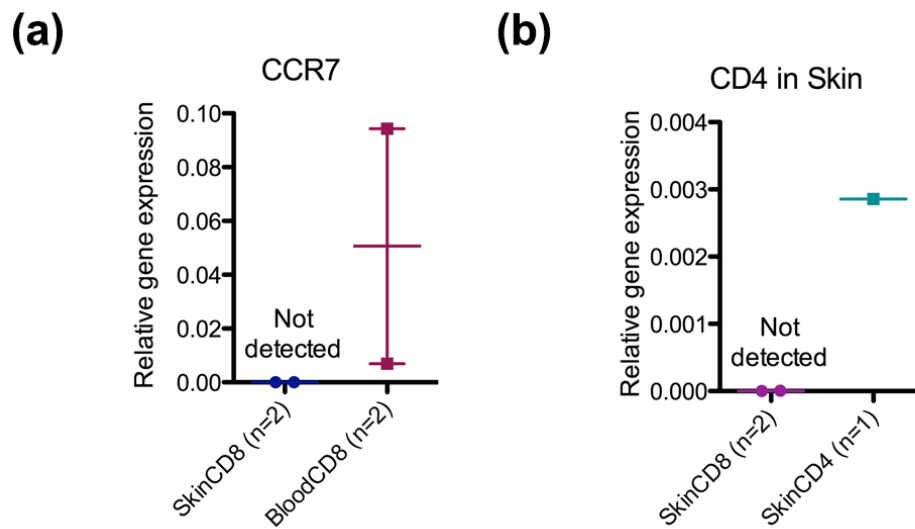 (a)
CCR7
Relative gene expression
0.10
0.08
0.06
0.04
0.02
0.00
Not
detected
SkinCD8 (n=2)
BloodCD8 (n=2)
(b)
CD4 in Skin
Relative gene expression
0.004
0.003
0.002
0.001
0.000
Not
detected
SkinCD8 (n=2)
SkinCD4 (n=1)